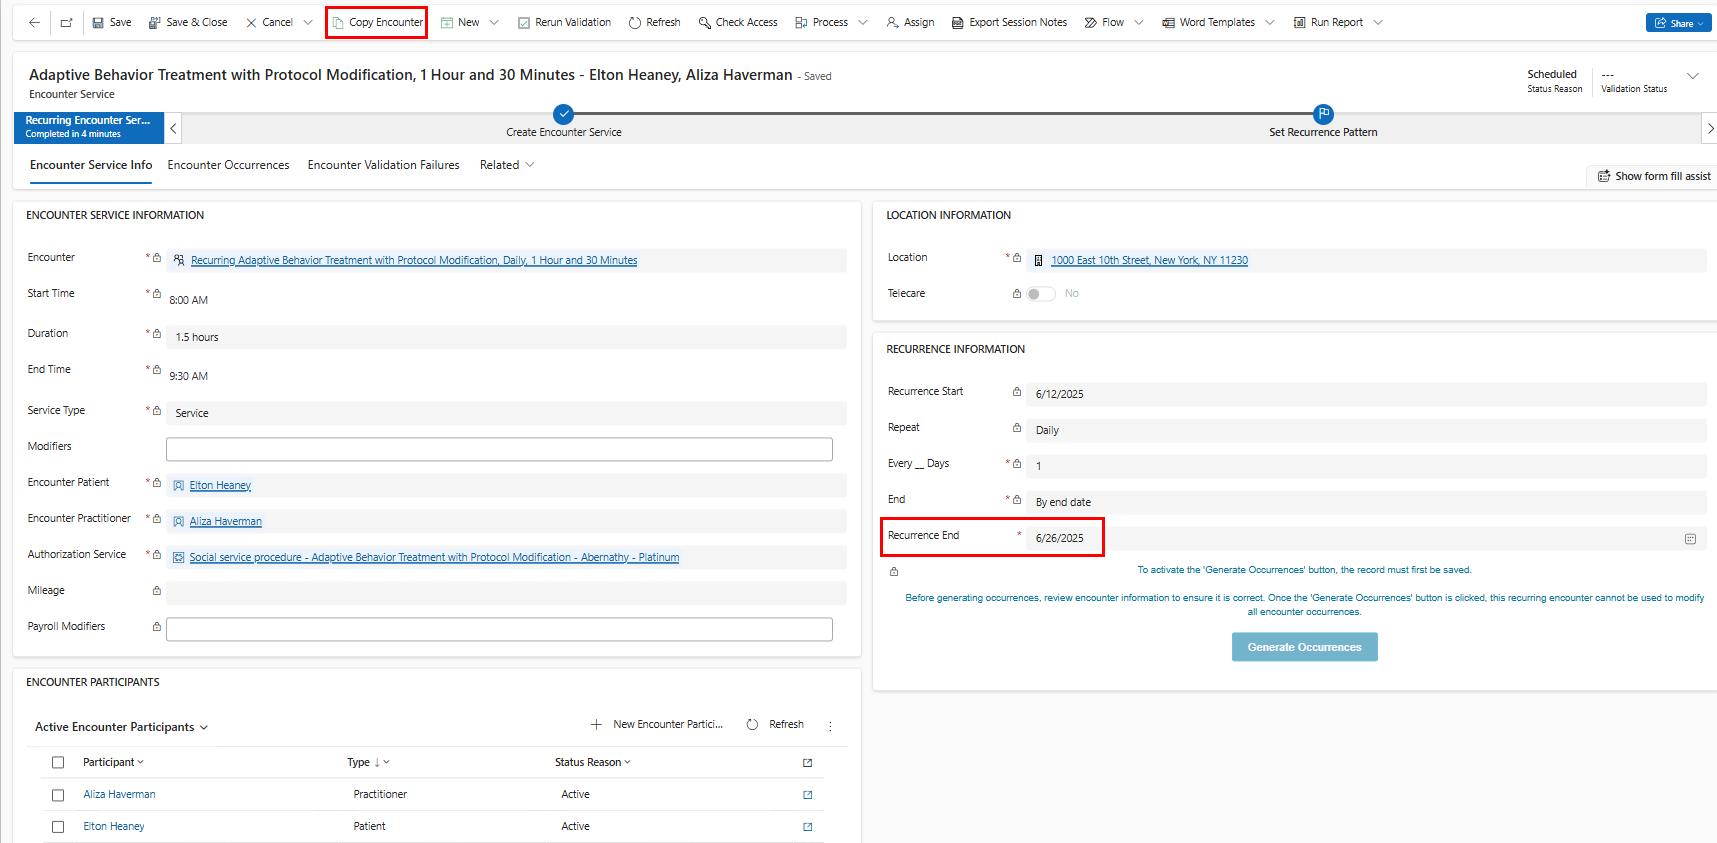 Save
Save & Close
Cancel
Copy Encounter
New
Rerun Validation
Refresh
Check Access
Process
Assign
Export Session Notes
Flow
Word Templates
Run Report
Share
Adaptive Behavior Treatment with Protocol Modification, 1 Hour and 30 Minutes - Elton Heaney, Aliza Haverman - Saved
Encounter Service
Scheduled
Status Reason
---
Validation Status
Recurring Encounter Ser...
Completed in 4 minutes
Create Encounter Service
Set Recurrence Pattern
Encounter Service Info
Encounter Occurrences
Encounter Validation Failures
Related
Show form fill assist
ENCOUNTER SERVICE INFORMATION
Encounter * Recurring Adaptive Behavior Treatment with Protocol Modification, Daily, 1 Hour and 30 Minutes
Start Time * 8:00 AM
Duration * 1.5 hours
End Time * 9:30 AM
Service Type * Service
Modifiers
Encounter Patient * Elton Heaney
Encounter Practitioner * Aliza Haverman
Authorization Service * Social service procedure - Adaptive Behavior Treatment with Protocol Modification - Abernathy - Platinum
Mileage
Payroll Modifiers
LOCATION INFORMATION
Location * 1000 East 10th Street, New York, NY 11230
Telecare No
RECURRENCE INFORMATION
Recurrence Start 6/12/2025
Repeat Daily
Every __ Days * 1
End * By end date
Recurrence End * 6/26/2025
To activate the 'Generate Occurrences' button, the record must first be saved.
Before generating occurrences, review encounter information to ensure it is correct. Once the 'Generate Occurrences' button is clicked, this recurring encounter cannot be used to modify
all encounter occurrences.
Generate Occurrences
ENCOUNTER PARTICIPANTS
Active Encounter Participants
New Encounter Partici...
Refresh
Participant Type Status Reason
Aliza Haverman Practitioner Active
Elton Heaney Patient Active